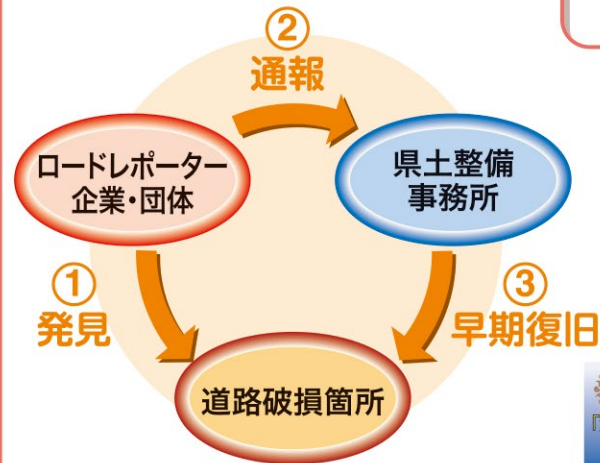 ②
通報
ロードレポーター
企業・団体
県土整備
事務所
①
発見
③
早期復旧
道路破損箇所